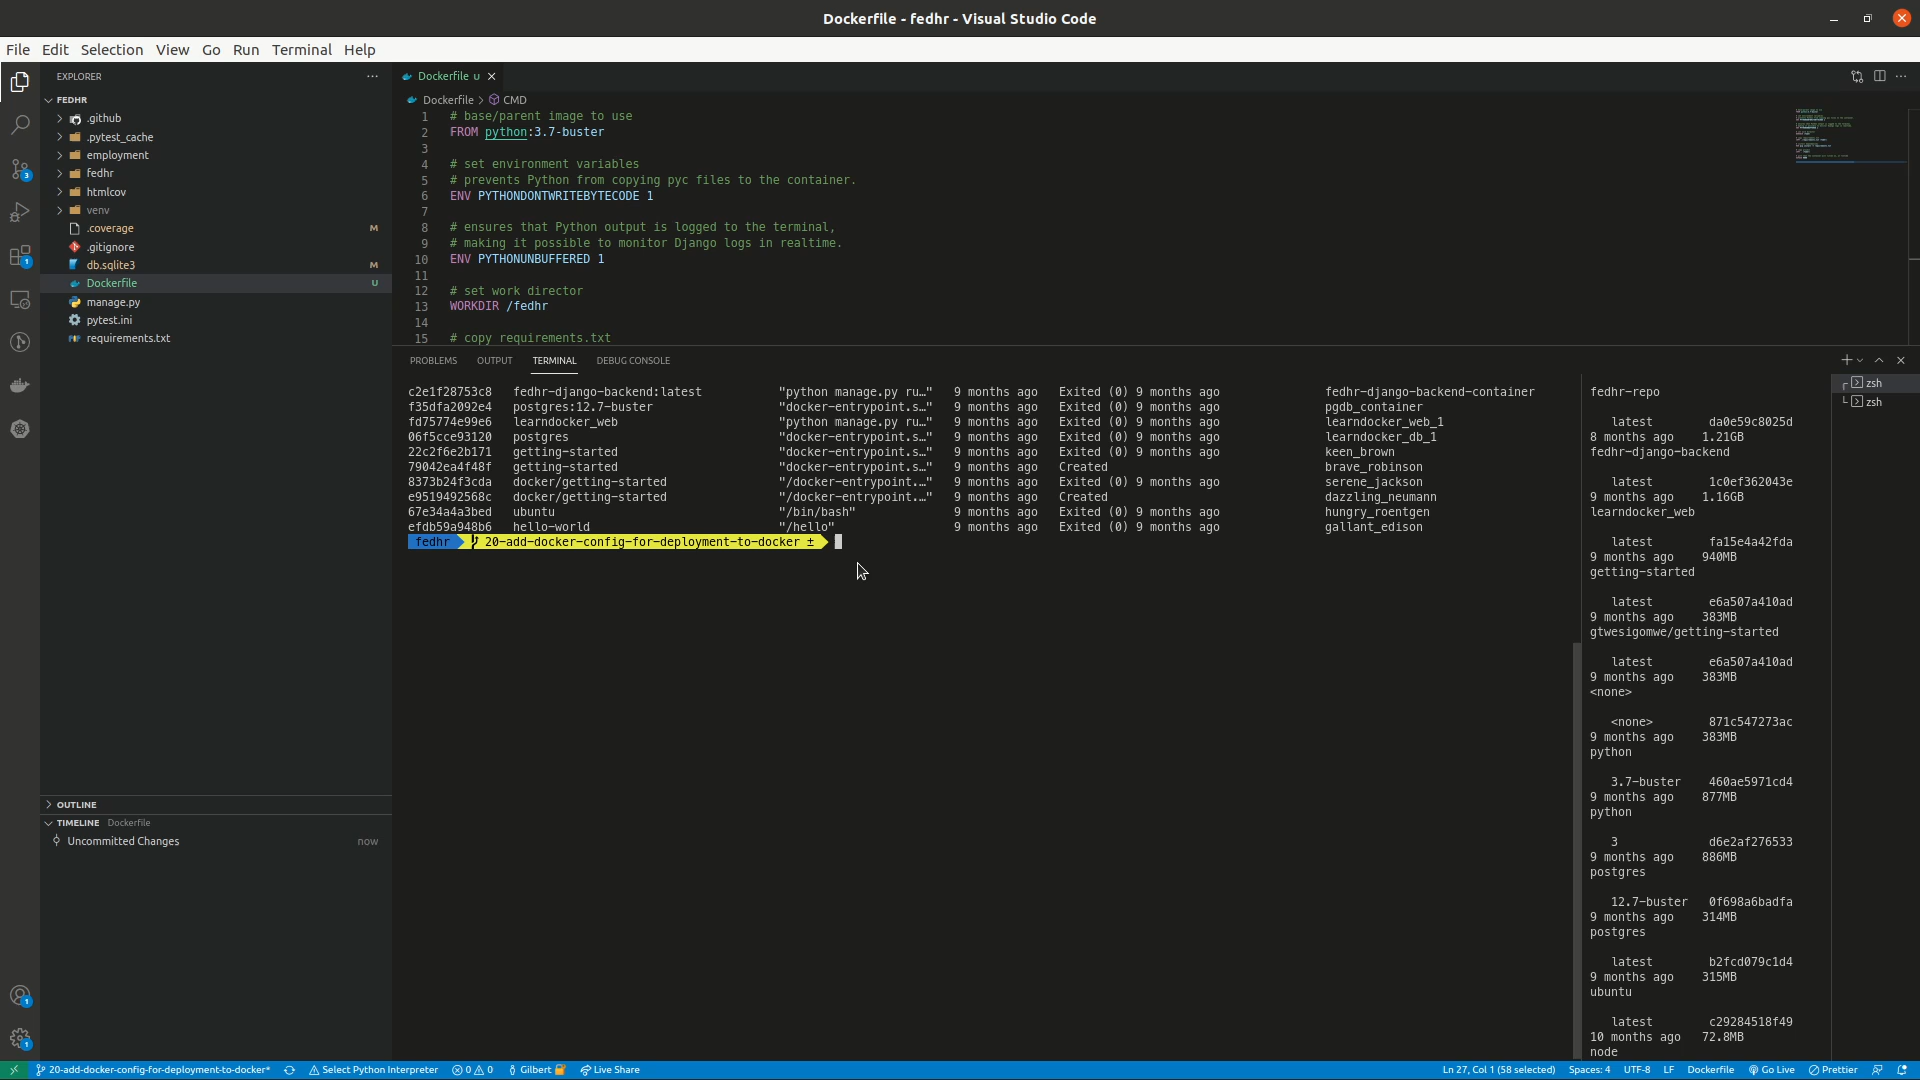 Dockerfile - fedhr - Visual Studio Code
File Edit Selection View Go Run Terminal Help
EXPLORER
FEDHR
.github
.pytest_cache
employment
fedhr
htmlcov
venv
.coverage M
.gitignore
db.sqlite3 M
Dockerfile U
manage.py
pytest.ini
requirements.txt
OUTLINE
TIMELINE Dockerfile
Uncommitted Changes now
3
1
1
1
Dockerfile U
Dockerfile > CMD
1 # base/parent image to use
2 FROM python:3.7-buster
3
4 # set environment variables
5 # prevents Python from copying pyc files to the container.
6 ENV PYTHONDONTWRITEBYTECODE 1
7
8 # ensures that Python output is logged to the terminal,
9 # making it possible to monitor Django logs in realtime.
10 ENV PYTHONUNBUFFERED 1
11
12 # set work director
13 WORKDIR /fedhr
14
15 # copy requirements.txt
PROBLEMS OUTPUT TERMINAL DEBUG CONSOLE
c2e1f28753c8 fedhr-django-backend:latest "python manage.py ru…" 9 months ago Exited (0) 9 months ago fedhr-django-backend-container
f35dfa2092e4 postgres:12.7-buster "docker-entrypoint.s…" 9 months ago Exited (0) 9 months ago pgdb_container
fd75774e99e6 learndocker_web "python manage.py ru…" 9 months ago Exited (0) 9 months ago learndocker_web_1
06f5cce93120 postgres "docker-entrypoint.s…" 9 months ago Exited (0) 9 months ago learndocker_db_1
22c2f6e2b171 getting-started "docker-entrypoint.s…" 9 months ago Exited (0) 9 months ago keen_brown
79042ea4f48f getting-started "docker-entrypoint.s…" 9 months ago Created brave_robinson
8373b24f3cda docker/getting-started "/docker-entrypoint.…" 9 months ago Exited (0) 9 months ago serene_jackson
e9519492568c docker/getting-started "/docker-entrypoint.…" 9 months ago Created dazzling_neumann
67e34a4a3bed ubuntu "/bin/bash" 9 months ago Exited (0) 9 months ago hungry_roentgen
efdb59a948b6 hello-world "/hello" 9 months ago Exited (0) 9 months ago gallant_edison
fedhr 20-add-docker-config-for-deployment-to-docker ±
fedhr-repo
latest da0e59c8025d
8 months ago 1.21GB
fedhr-django-backend
latest 1c0ef362043e
9 months ago 1.16GB
learndocker_web
latest fa15e4a42fda
9 months ago 940MB
getting-started
latest e6a507a410ad
9 months ago 383MB
gtwesigomwe/getting-started
latest e6a507a410ad
9 months ago 383MB
<none>
<none> 871c547273ac
9 months ago 383MB
python
3.7-buster 460ae5971cd4
9 months ago 877MB
python
3 d6e2af276533
9 months ago 886MB
postgres
12.7-buster 0f698a6badfa
9 months ago 314MB
postgres
latest b2fcd079c1d4
9 months ago 315MB
ubuntu
latest c29284518f49
10 months ago 72.8MB
node
zsh
zsh
20-add-docker-config-for-deployment-to-docker* Select Python Interpreter 0 0 Gilbert Live Share Ln 27, Col 1 (58 selected) Spaces: 4 UTF-8 LF Dockerfile Go Live Prettier